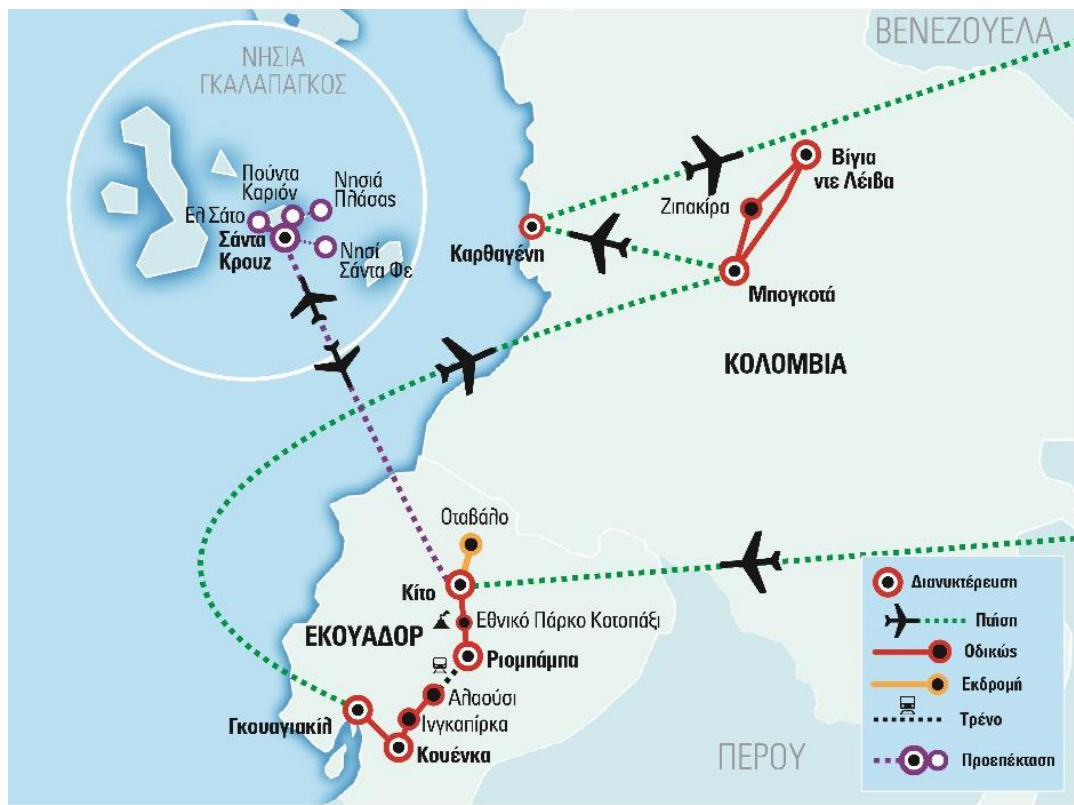 ΝΗΣΙΑ
ΓΚΑΛΑΠΑΓΚΟΣ
ΒΕΝΕΖΟΥΕΛΑ
Πούντα
Καριόν
Νησιά
Πλάσας
Ελ Σάτο
Σάντα
Κρουζ
Νησί
Σάντα Φε
Βίγια
ντε Λέιβα
Ζιπακίρα
Καρθαγένη
Μπογκοτά
ΚΟΛΟΜΒΙΑ
Οταβάλο
Κίτο
Εθνικό Πάρκο Κοτοπάξι
ΕΚΟΥΑΔΟΡ
Ριομπάμπα
Αλαούσι
Ινγκαπίρκα
Γκουαγιακίλ
Κουένκα
ΠΕΡΟΥ
Διανυκτέρευση
Πτήση
Οδικώς
Εκδρομή
Τρένο
Προεπέκταση